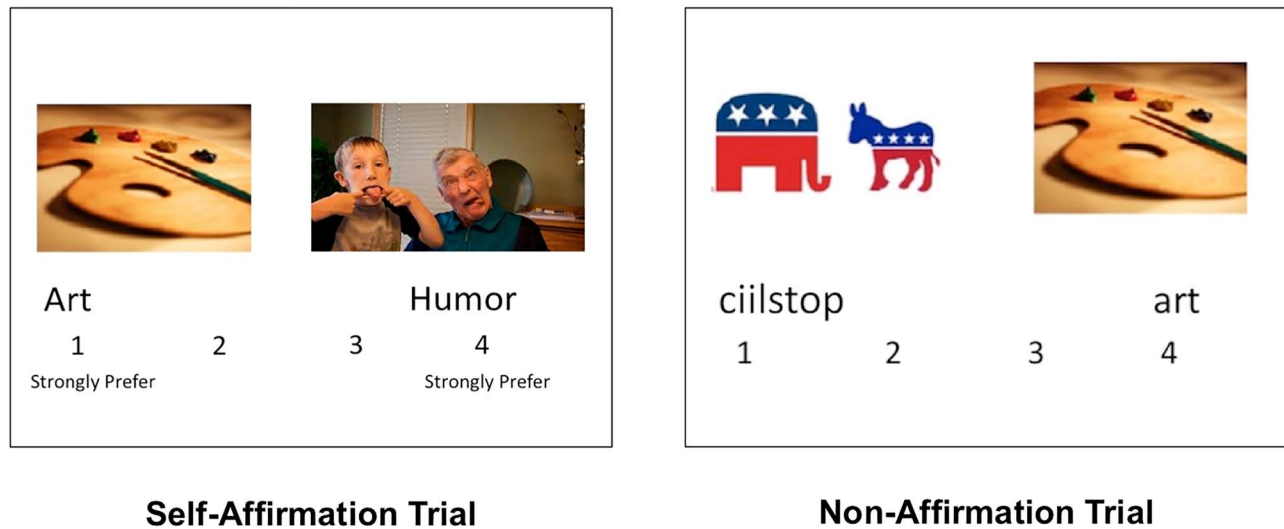 Art Humor
1 2 3 4
Strongly Prefer Strongly Prefer
Self-Affirmation Trial
ciilstop art
1 2 3 4
Non-Affirmation Trial